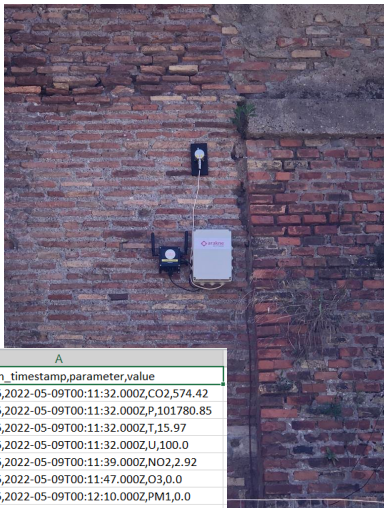 A
_timestamp,parameter,value
2022-05-09T00:11:32.000Z,CO2,574.42
2022-05-09T00:11:32.000Z,P,101780.85
2022-05-09T00:11:32.000Z,T,15.97
2022-05-09T00:11:32.000Z,U,100.0
2022-05-09T00:11:39.000Z,NO2,2.92
2022-05-09T00:11:47.000Z,O3,0.0
2022-05-09T00:12:10.000Z,PM1,0.0